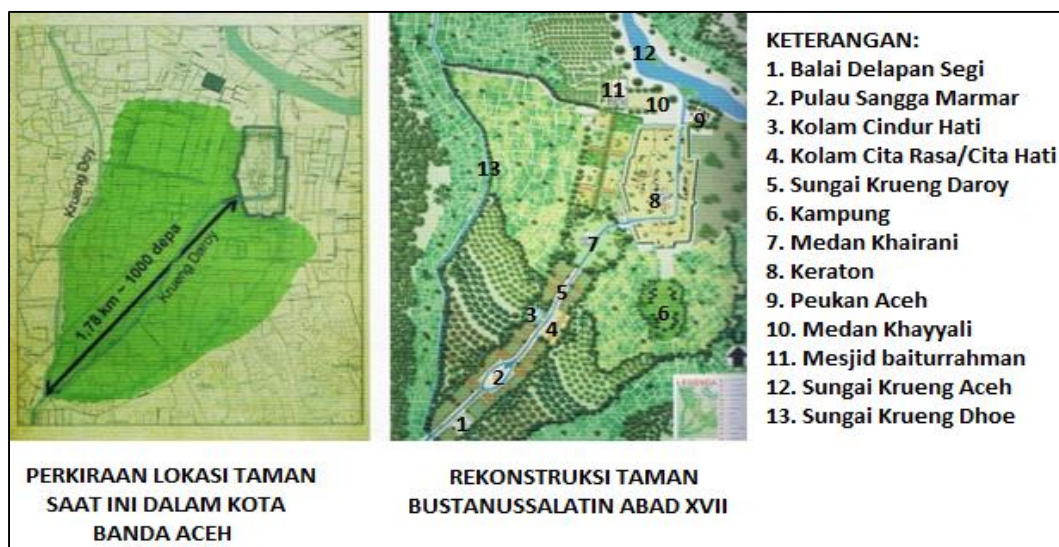 Krueng Doy
1,78 km ~ 1000 depa
Krueng Daroy
PERKIRAAN LOKASI TAMAN
SAAT INI DALAM KOTA
BANDA ACEH
12
11
10
9
13
8
7
5
3
4
6
2
1
LEGENDA
REKONSTRUKSI TAMAN
BUSTANUSSALATIN ABAD XVII
KETERANGAN:
1. Balai Delapan Segi
2. Pulau Sangga Marmar
3. Kolam Cindur Hati
4. Kolam Cita Rasa/Cita Hati
5. Sungai Krueng Daroy
6. Kampung
7. Medan Khairani
8. Keraton
9. Peukan Aceh
10. Medan Khayyali
11. Mesjid baiturrahman
12. Sungai Krueng Aceh
13. Sungai Krueng Dhoe